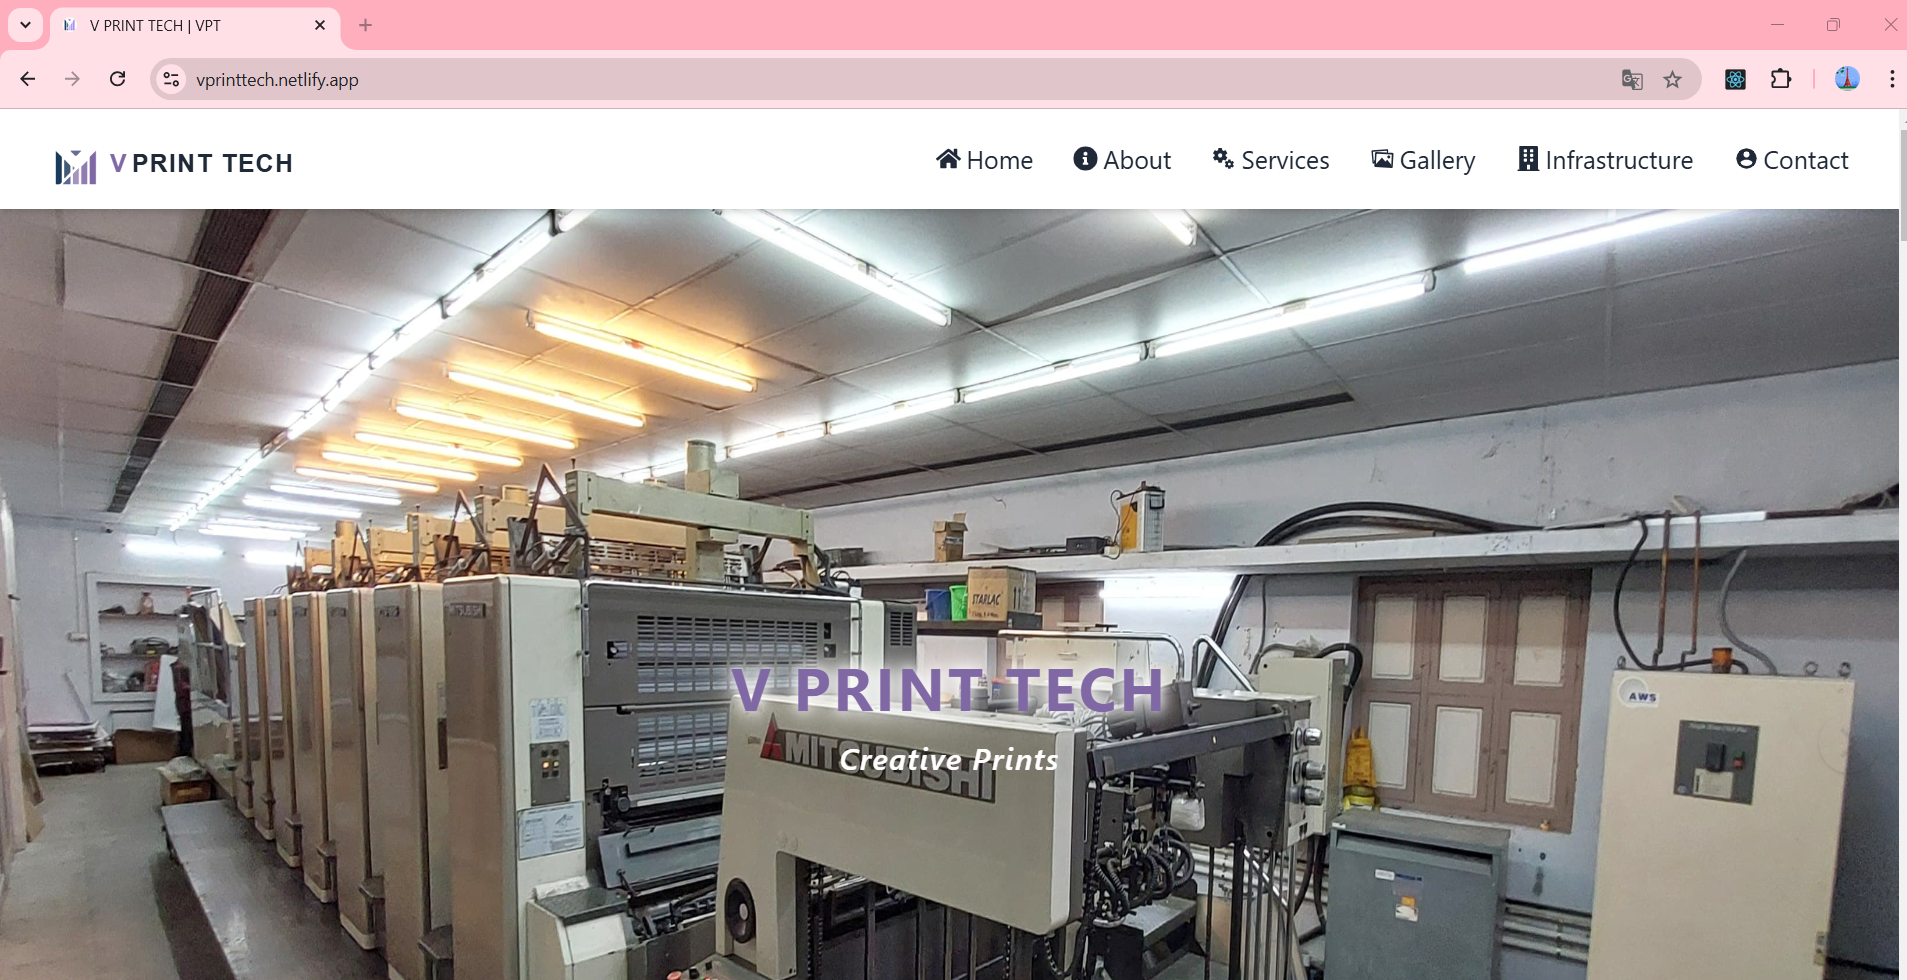 V PRINT TECH | VPT
vprinttech.netlify.app
V PRINT TECH
Home
About
Services
Gallery
Infrastructure
Contact
STARLAC
MITSUBISHI
AWS
V PRINT TECH
MITSUBISHI
Creative Prints